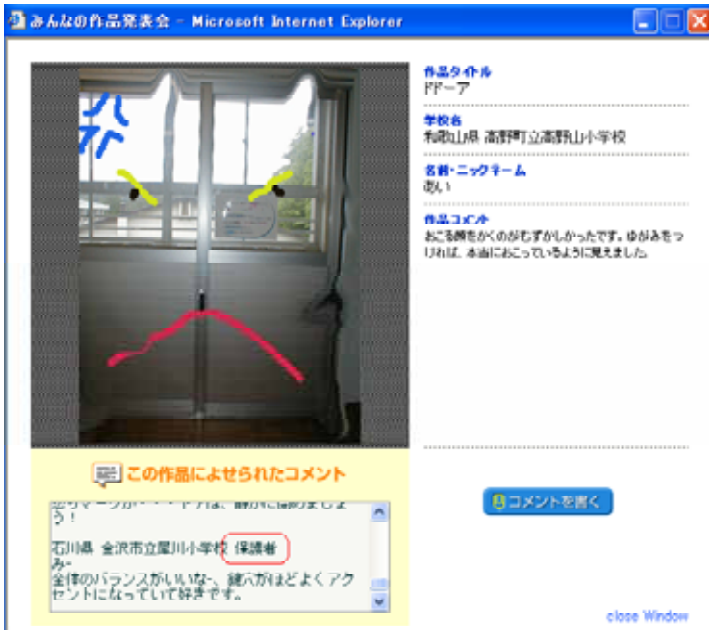 みんなの作品発表会 - Microsoft Internet Explorer
作品タイトル
ドドーア
学校名
和歌山県 高野町立高野山小学校
名前・ニックネーム
あい
作品コメント
おこる顔をかくのがむずかしかったです。ゆがみをつ
ければ、本当におこっているように見えました。
この作品によせられたコメント
う!
石川県 金沢市立犀川小学校 保護者
み-
全体のバランスがいいな~、鍵穴がほどよくアク
セントになっていて好きです。
コメントを書く
close Window